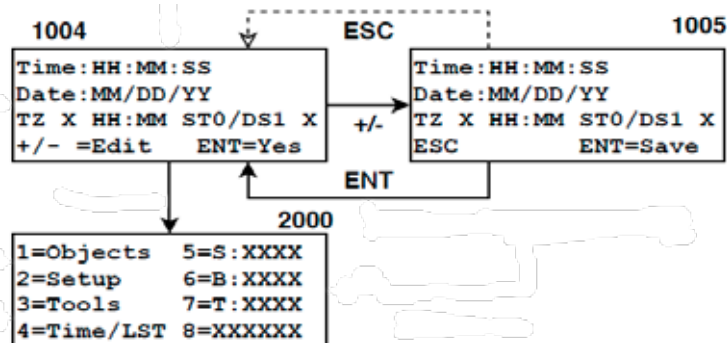 1004
ESC
1005
Time:HH:MM:SS
Date:MM/DD/YY
TZ X HH:MM ST0/DS1 X
+/- =Edit ENT=Yes
+/-
Time:HH:MM:SS
Date:MM/DD/YY
TZ X HH:MM ST0/DS1 X
ESC ENT=Save
ENT
2000
1=Objects 5=S:XXXX
2=Setup 6=B:XXXX
3=Tools 7=T:XXXX
4=Time/LST 8=XXXXXX